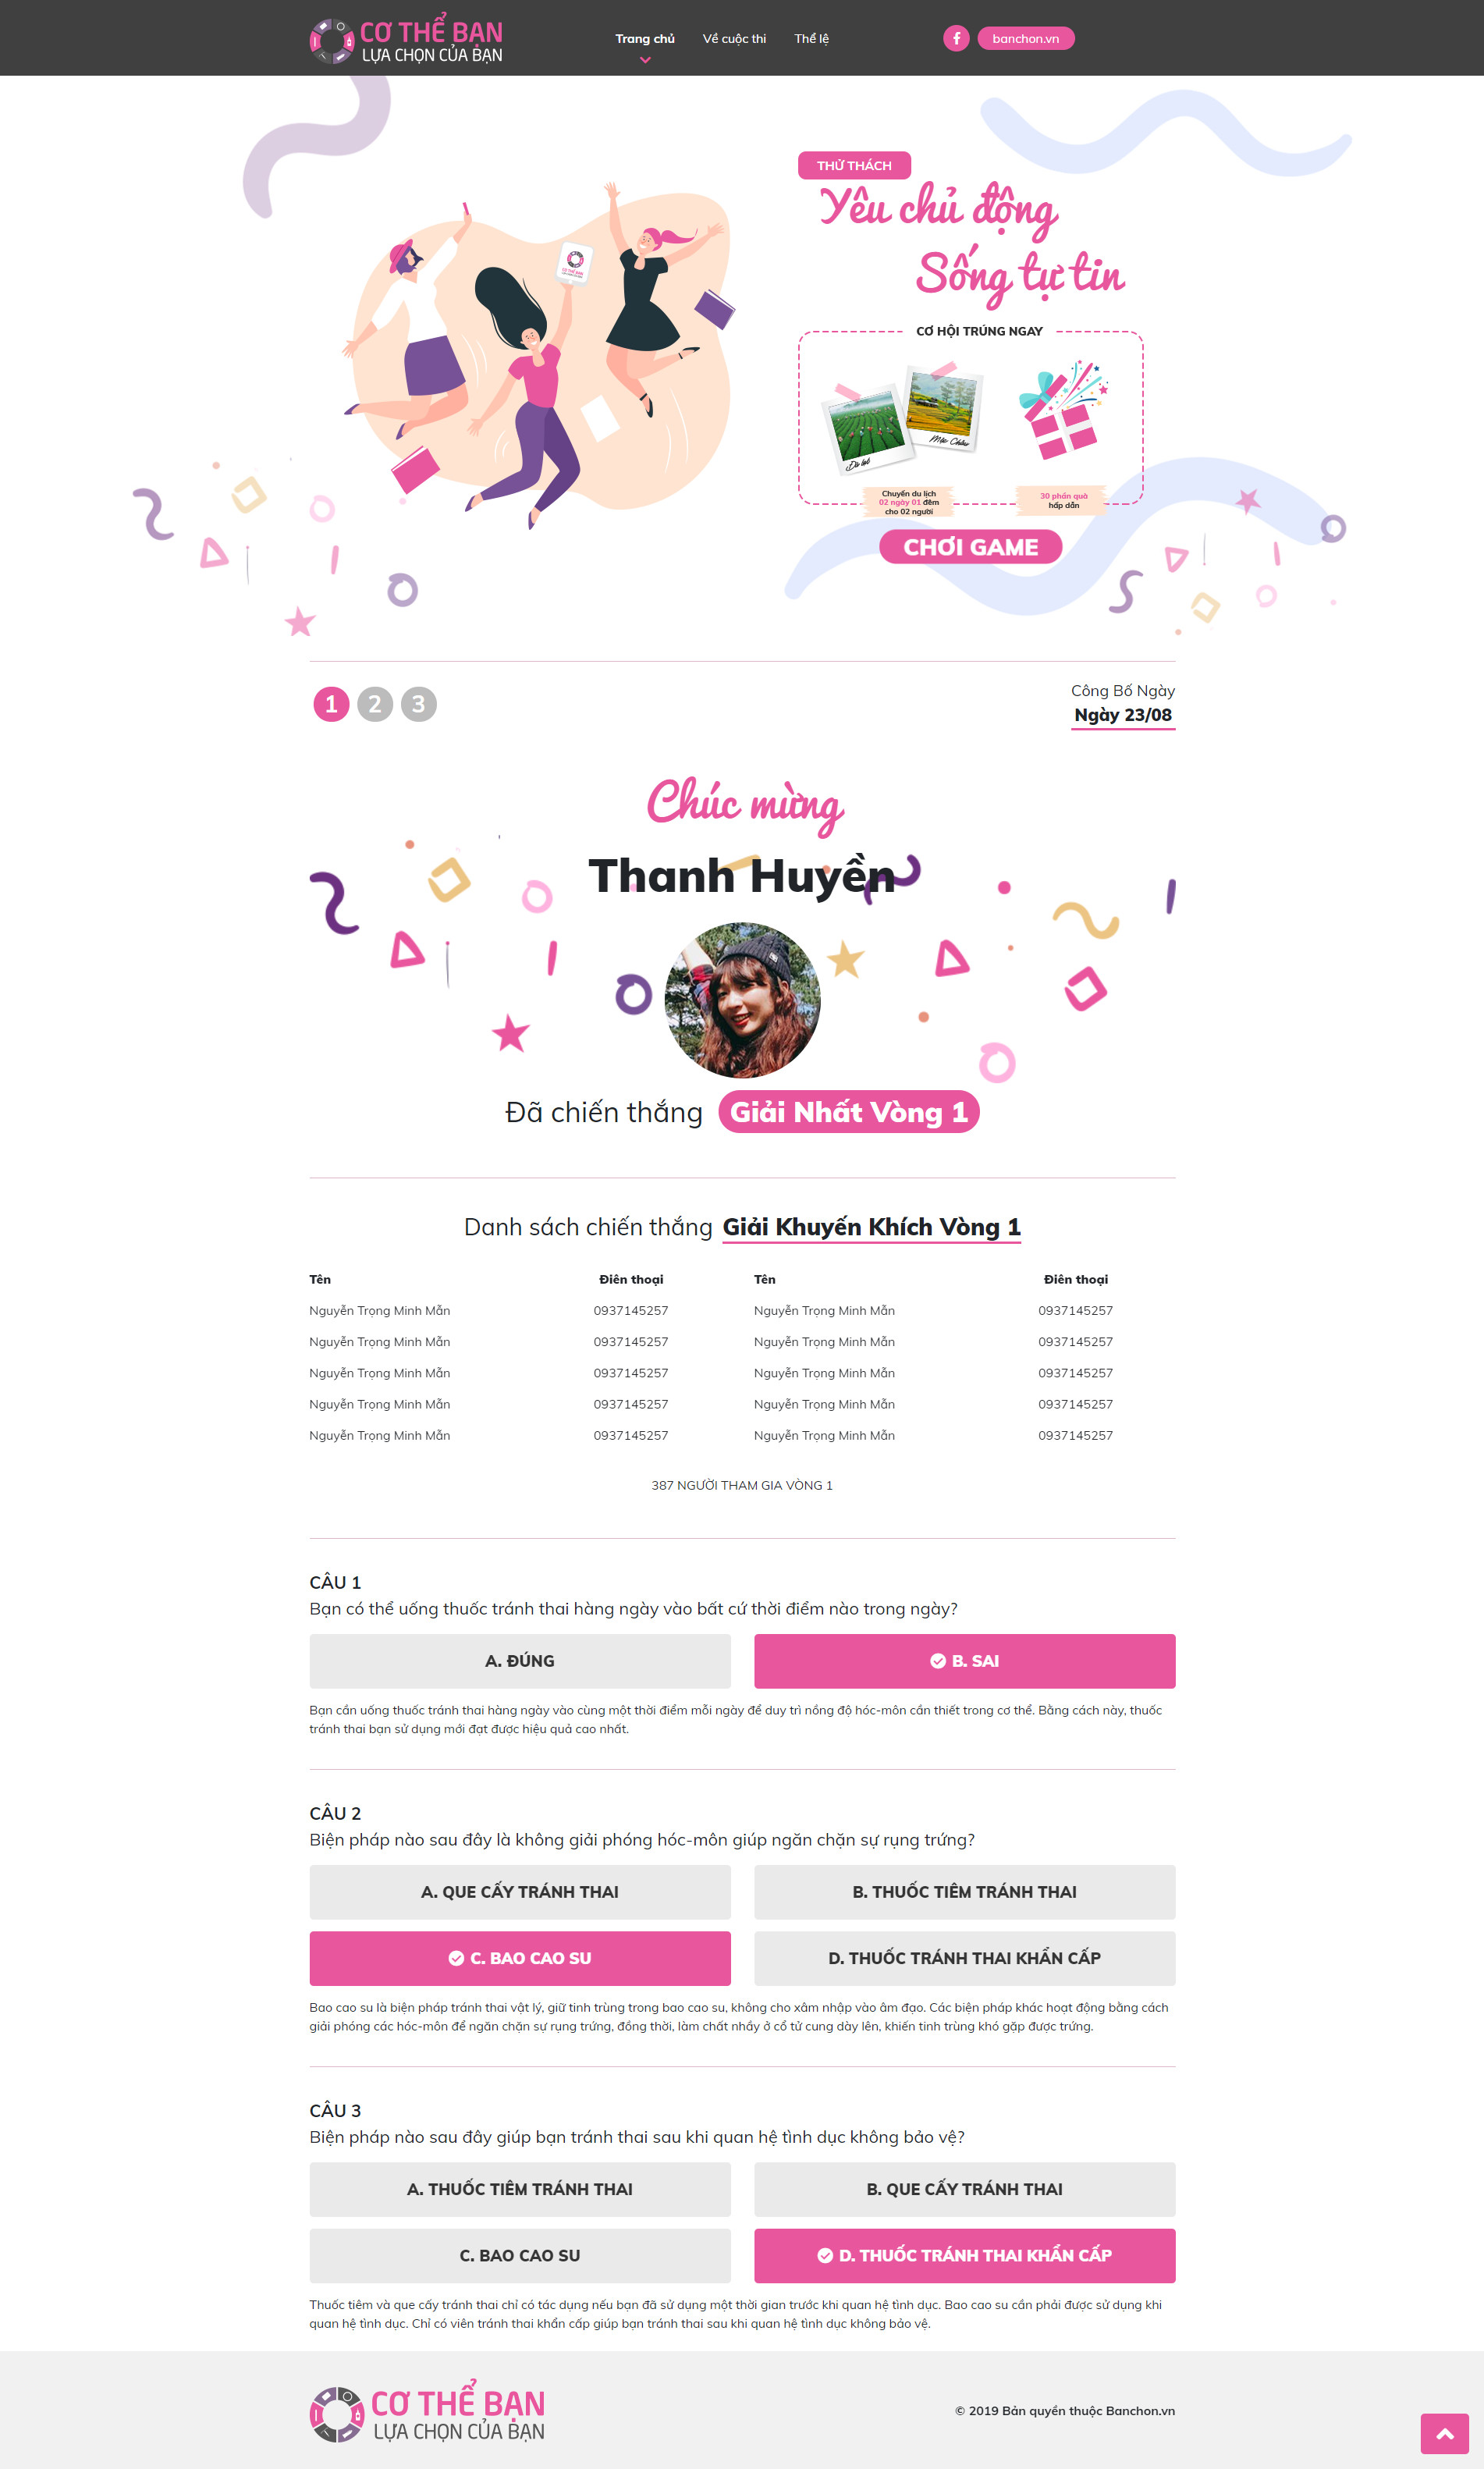 CƠ THỂ BẠN
LỰA CHỌN CỦA BẠN
Trang chủ
Về cuộc thi
Thể lệ
banchon.vn
THỬ THÁCH
Yêu chủ động
Sống tự tin
CƠ THỂ BẠN
CƠ HỘI TRÚNG NGAY
Đà lạt
Mộc Châu
Chuyến du lịch
02 ngày 01 đêm
cho 02 người
30 phần quà
hấp dẫn
CHƠI GAME
1 2 3
Công Bố Ngày
Ngày 23/08
Chúc mừng
Thanh Huyền
Đã chiến thắng Giải Nhất Vòng 1
Danh sách chiến thắng Giải Khuyến Khích Vòng 1
Tên Điên thoại Tên Điên thoại
Nguyễn Trọng Minh Mẫn 0937145257 Nguyễn Trọng Minh Mẫn 0937145257
Nguyễn Trọng Minh Mẫn 0937145257 Nguyễn Trọng Minh Mẫn 0937145257
Nguyễn Trọng Minh Mẫn 0937145257 Nguyễn Trọng Minh Mẫn 0937145257
Nguyễn Trọng Minh Mẫn 0937145257 Nguyễn Trọng Minh Mẫn 0937145257
Nguyễn Trọng Minh Mẫn 0937145257 Nguyễn Trọng Minh Mẫn 0937145257
387 NGƯỜI THAM GIA VÒNG 1
CÂU 1
Bạn có thể uống thuốc tránh thai hàng ngày vào bất cứ thời điểm nào trong ngày?
A. ĐÚNG
B. SAI
Bạn cần uống thuốc tránh thai hàng ngày vào cùng một thời điểm mỗi ngày để duy trì nồng độ hóc-môn cần thiết trong cơ thể. Bằng cách này, thuốc
tránh thai bạn sử dụng mới đạt được hiệu quả cao nhất.
CÂU 2
Biện pháp nào sau đây là không giải phóng hóc-môn giúp ngăn chặn sự rụng trứng?
A. QUE CẤY TRÁNH THAI
B. THUỐC TIÊM TRÁNH THAI
C. BAO CAO SU
D. THUỐC TRÁNH THAI KHẨN CẤP
Bao cao su là biện pháp tránh thai vật lý, giữ tinh trùng trong bao cao su, không cho xâm nhập vào âm đạo. Các biện pháp khác hoạt động bằng cách
giải phóng các hóc-môn để ngăn chặn sự rụng trứng, đồng thời, làm chất nhầy ở cổ tử cung dày lên, khiến tinh trùng khó gặp được trứng.
CÂU 3
Biện pháp nào sau đây giúp bạn tránh thai sau khi quan hệ tình dục không bảo vệ?
A. THUỐC TIÊM TRÁNH THAI
B. QUE CẤY TRÁNH THAI
C. BAO CAO SU
D. THUỐC TRÁNH THAI KHẨN CẤP
Thuốc tiêm và que cấy tránh thai chỉ có tác dụng nếu bạn đã sử dụng một thời gian trước khi quan hệ tình dục. Bao cao su cần phải được sử dụng khi
quan hệ tình dục. Chỉ có viên tránh thai khẩn cấp giúp bạn tránh thai sau khi quan hệ tình dục không bảo vệ.
CƠ THỂ BẠN
LỰA CHỌN CỦA BẠN
© 2019 Bản quyền thuộc Banchon.vn